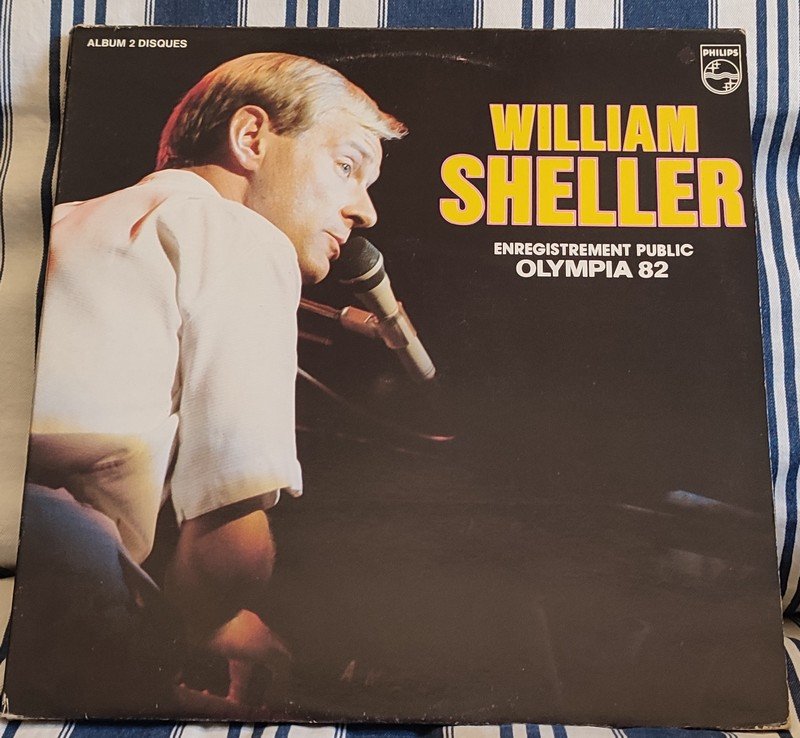 ALBUM 2 DISQUES
PHILIPS
WILLIAM
SHELLER
ENREGISTREMENT PUBLIC
OLYMPIA 82